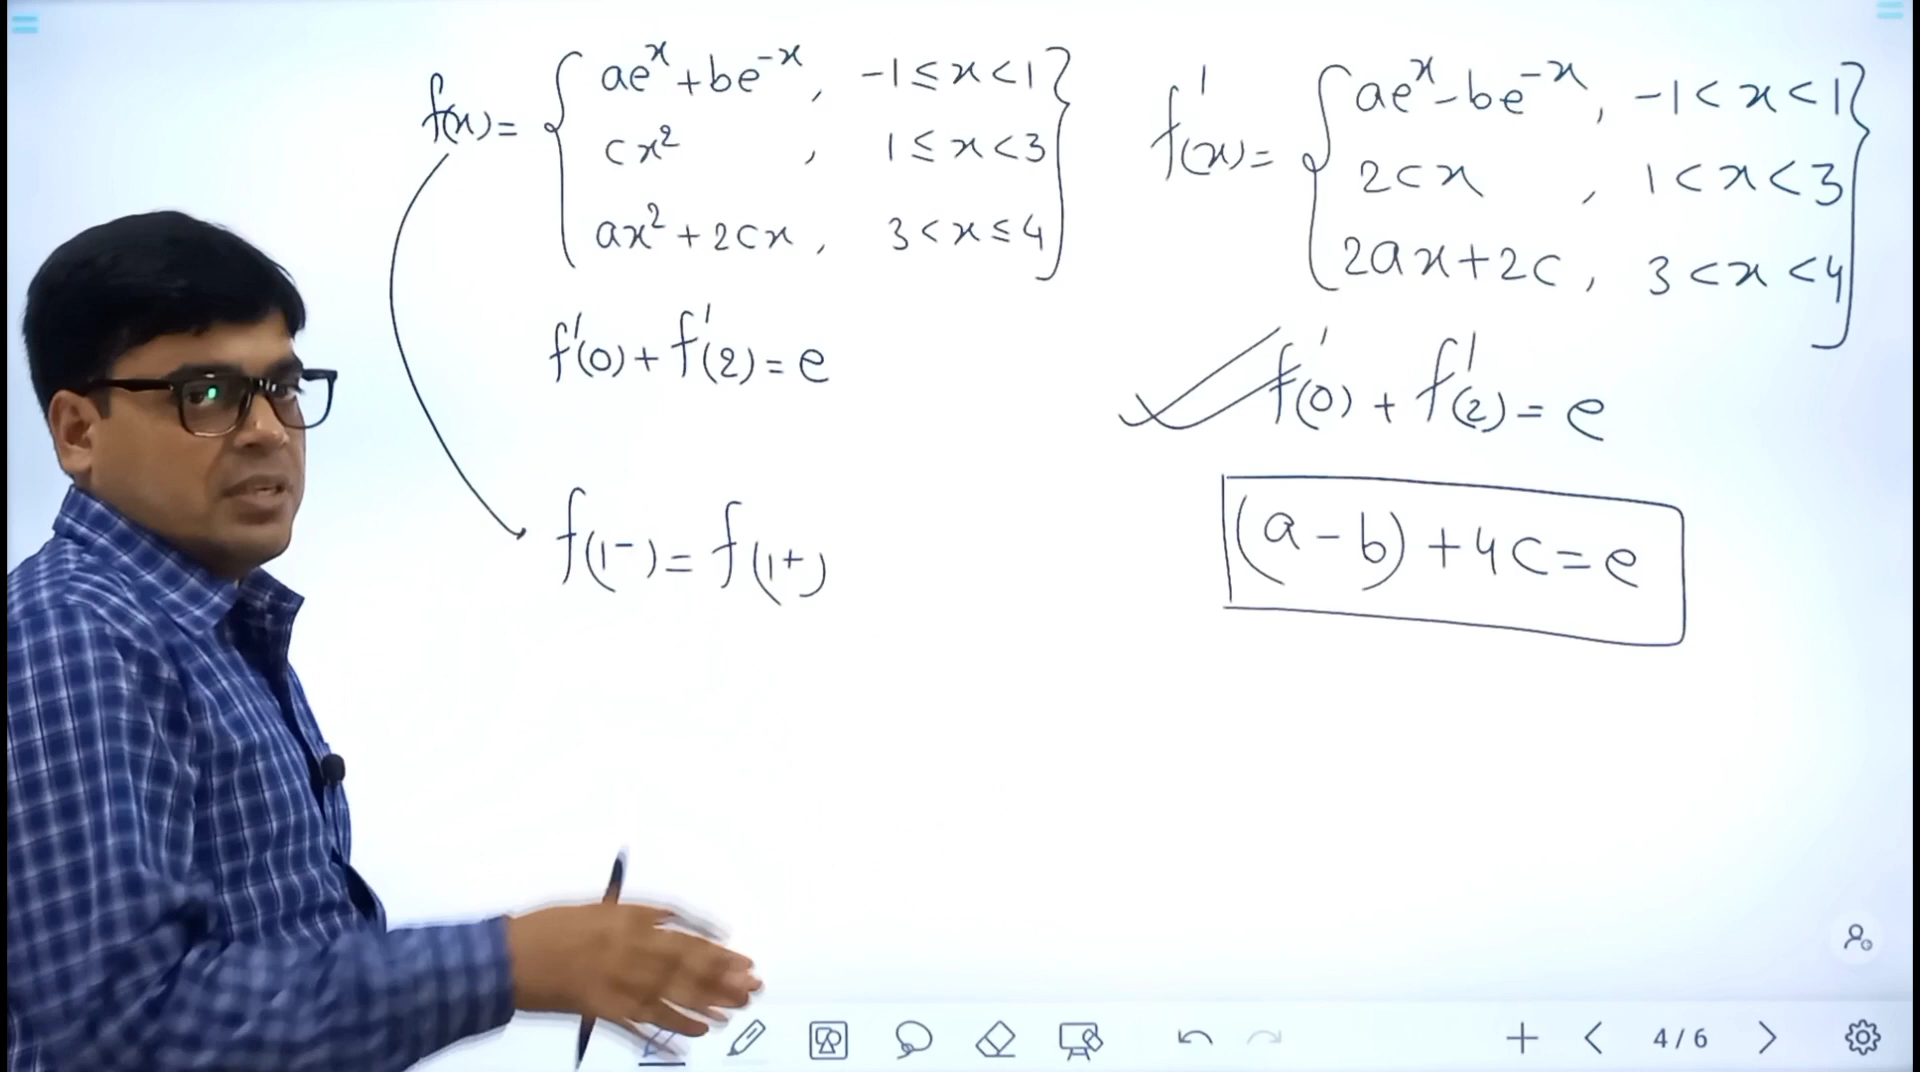 f(x) = { ae^x + be^-x , -1 ≤ x < 1
cx² , 1 ≤ x < 3
ax² + 2cx , 3 < x ≤ 4 }
f'(0) + f'(2) = e
f(1-) = f(1+)
f'(x) = { ae^x - be^-x , -1 < x < 1
2cx , 1 < x < 3
2ax + 2c , 3 < x < 4 }
f'(0) + f'(2) = e
(a - b) + 4c = e
4 / 6